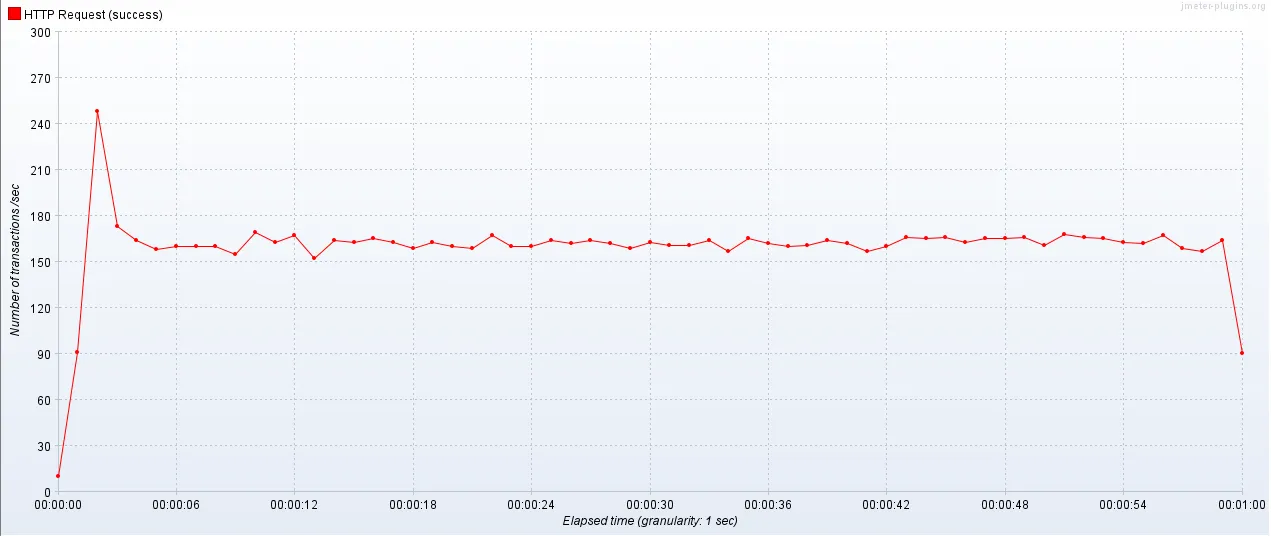 jmeter-plugins.org
HTTP Request (success)
300
270
240
210
180
150
120
90
60
30
0
Number of transactions /sec
00:00:00 00:00:06 00:00:12 00:00:18 00:00:24 00:00:30 00:00:36 00:00:42 00:00:48 00:00:54 00:01:00
Elapsed time (granularity: 1 sec)